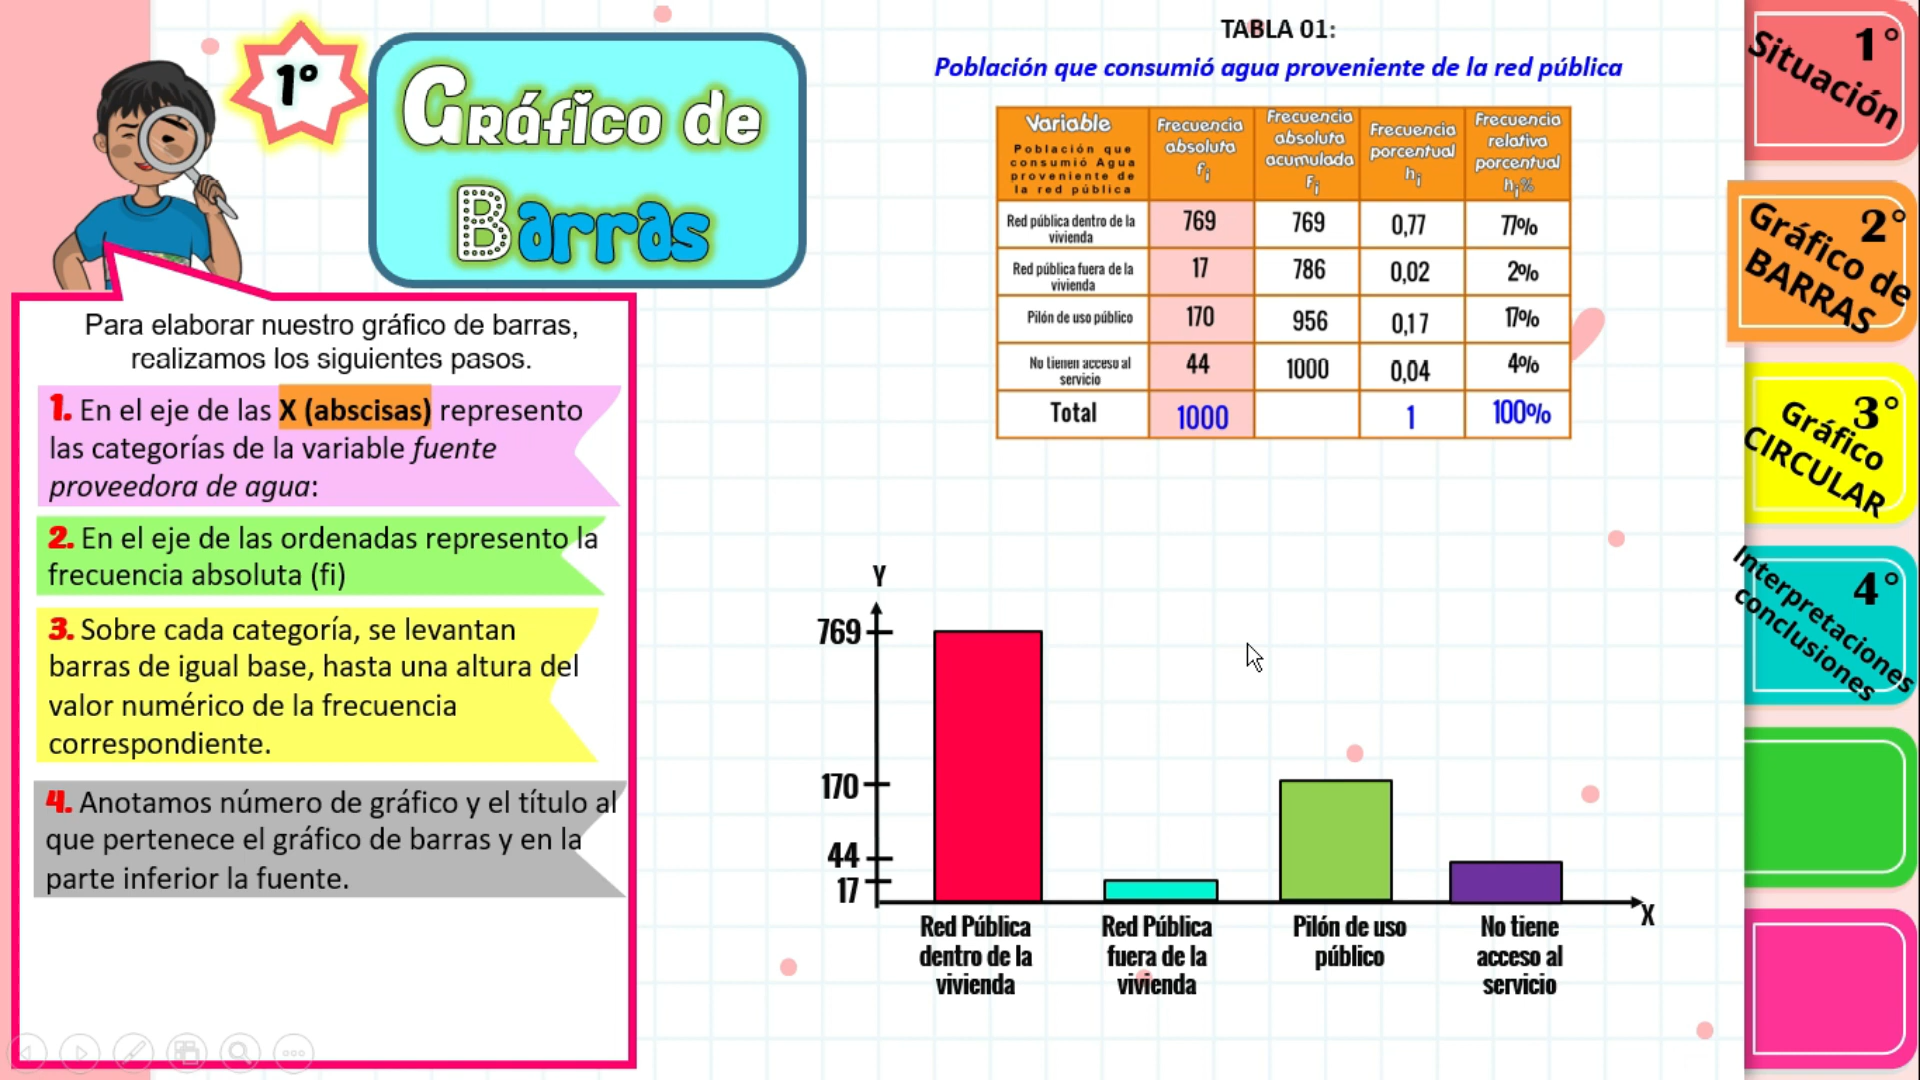 1°
Gráfico de
Barras
Para elaborar nuestro gráfico de barras,
realizamos los siguientes pasos.
1. En el eje de las X (abscisas) represento
las categorías de la variable fuente
proveedora de agua:
2. En el eje de las ordenadas represento la
frecuencia absoluta (fi)
3. Sobre cada categoría, se levantan
barras de igual base, hasta una altura del
valor numérico de la frecuencia
correspondiente.
4. Anotamos número de gráfico y el título al
que pertenece el gráfico de barras y en la
parte inferior la fuente.
TABLA 01:
Población que consumió agua proveniente de la red pública
Variable
Población que
consumió Agua
proveniente de
la red pública
Frecuencia
absoluta
fi
Frecuencia
absoluta
acumulada
Fi
Frecuencia
porcentual
hi
Frecuencia
relativa
porcentual
hi%
Red pública dentro de la
vivienda
769 769 0,77 77%
Red pública fuera de la
vivienda
17 786 0,02 2%
Pilón de uso público 170 956 0,17 17%
No tienen acceso al
servicio
44 1000 0,04 4%
Total 1000 1 100%
Y
769
170
44
17
X
Red Pública
dentro de la
vivienda
Red Pública
fuera de la
vivienda
Pilón de uso
público
No tiene
acceso al
servicio
1°
Situación
2°
Gráfico de
BARRAS
3°
Gráfico
CIRCULAR
4°
Interpretaciones
conclusiones